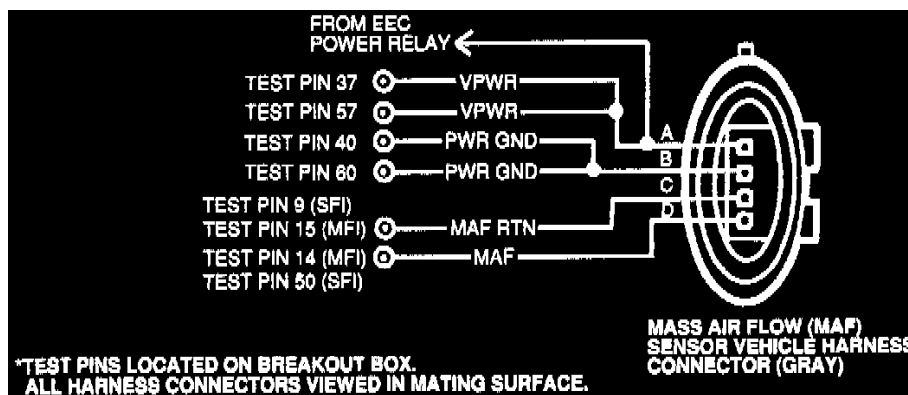 FROM EEC
POWER RELAY
TEST PIN 37 VPWR
TEST PIN 57 VPWR
TEST PIN 40 PWR GND
TEST PIN 60 PWR GND
A
B
C
D
TEST PIN 9 (SFI)
TEST PIN 15 (MFI) MAF RTN
TEST PIN 14 (MFI) MAF
TEST PIN 50 (SFI)
MASS AIR FLOW (MAF)
SENSOR VEHICLE HARNESS
CONNECTOR (GRAY)
*TEST PINS LOCATED ON BREAKOUT BOX.
ALL HARNESS CONNECTORS VIEWED IN MATING SURFACE.